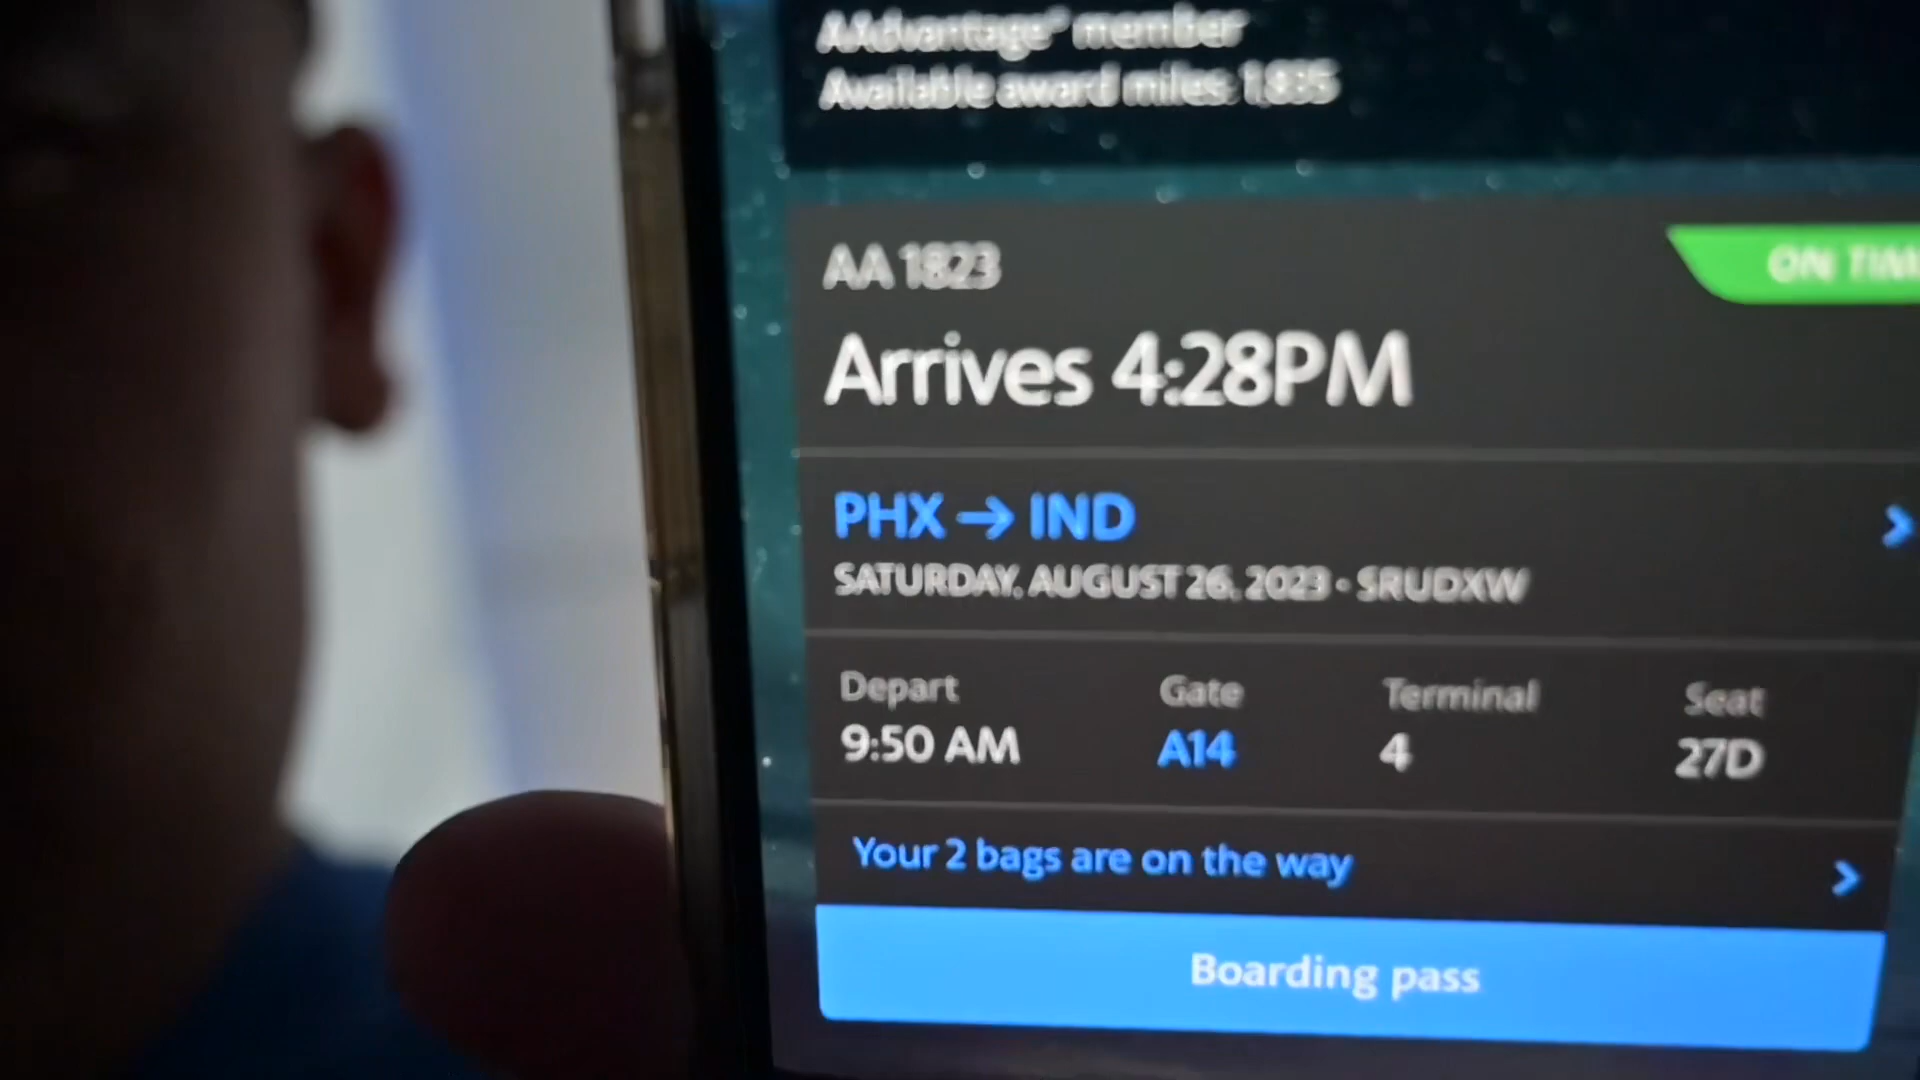 AAdvantage® member
Available award miles: 1,835
AA 1823
ON TIM
Arrives 4:28PM
PHX → IND
SATURDAY, AUGUST 26, 2023 • SRUDXW
Depart Gate Terminal Seat
9:50 AM A14 4 27D
Your 2 bags are on the way
Boarding pass